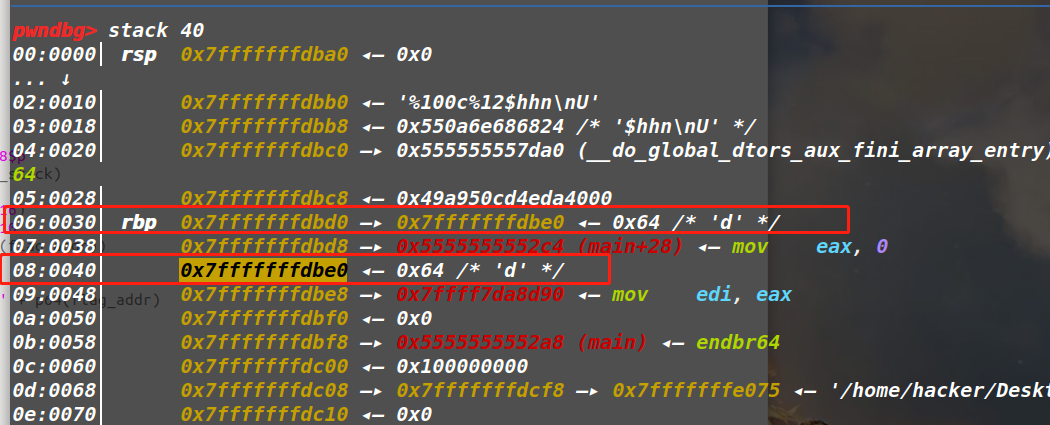 pwndbg> stack 40
00:0000│ rsp 0x7fffffffdba0 ◂— 0x0
... ↓
02:0010│ 0x7fffffffdbb0 ◂— '%100c%12$hhn\nU'
03:0018│ 0x7fffffffdbb8 ◂— 0x550a6e686824 /* '$hhn\nU' */
04:0020│ 0x7fffffffdbc0 —▸ 0x555555557da0 (__do_global_dtors_aux_fini_array_entry)
64
05:0028│ 0x7fffffffdbc8 ◂— 0x49a950cd4eda4000
06:0030│ rbp 0x7fffffffdbd0 —▸ 0x7fffffffdbe0 ◂— 0x64 /* 'd' */
07:0038│ 0x7fffffffdbd8 —▸ 0x5555555552c4 (main+28) ◂— mov eax, 0
08:0040│ 0x7fffffffdbe0 ◂— 0x64 /* 'd' */
09:0048│ 0x7fffffffdbe8 —▸ 0x7ffff7da8d90 ◂— mov edi, eax
0a:0050│ 0x7fffffffdbf0 ◂— 0x0
0b:0058│ 0x7fffffffdbf8 —▸ 0x5555555552a8 (main) ◂— endbr64
0c:0060│ 0x7fffffffdc00 ◂— 0x100000000
0d:0068│ 0x7fffffffdc08 —▸ 0x7fffffffdcf8 —▸ 0x7fffffffe075 ◂— '/home/hacker/Deskt
0e:0070│ 0x7fffffffdc10 ◂— 0x0